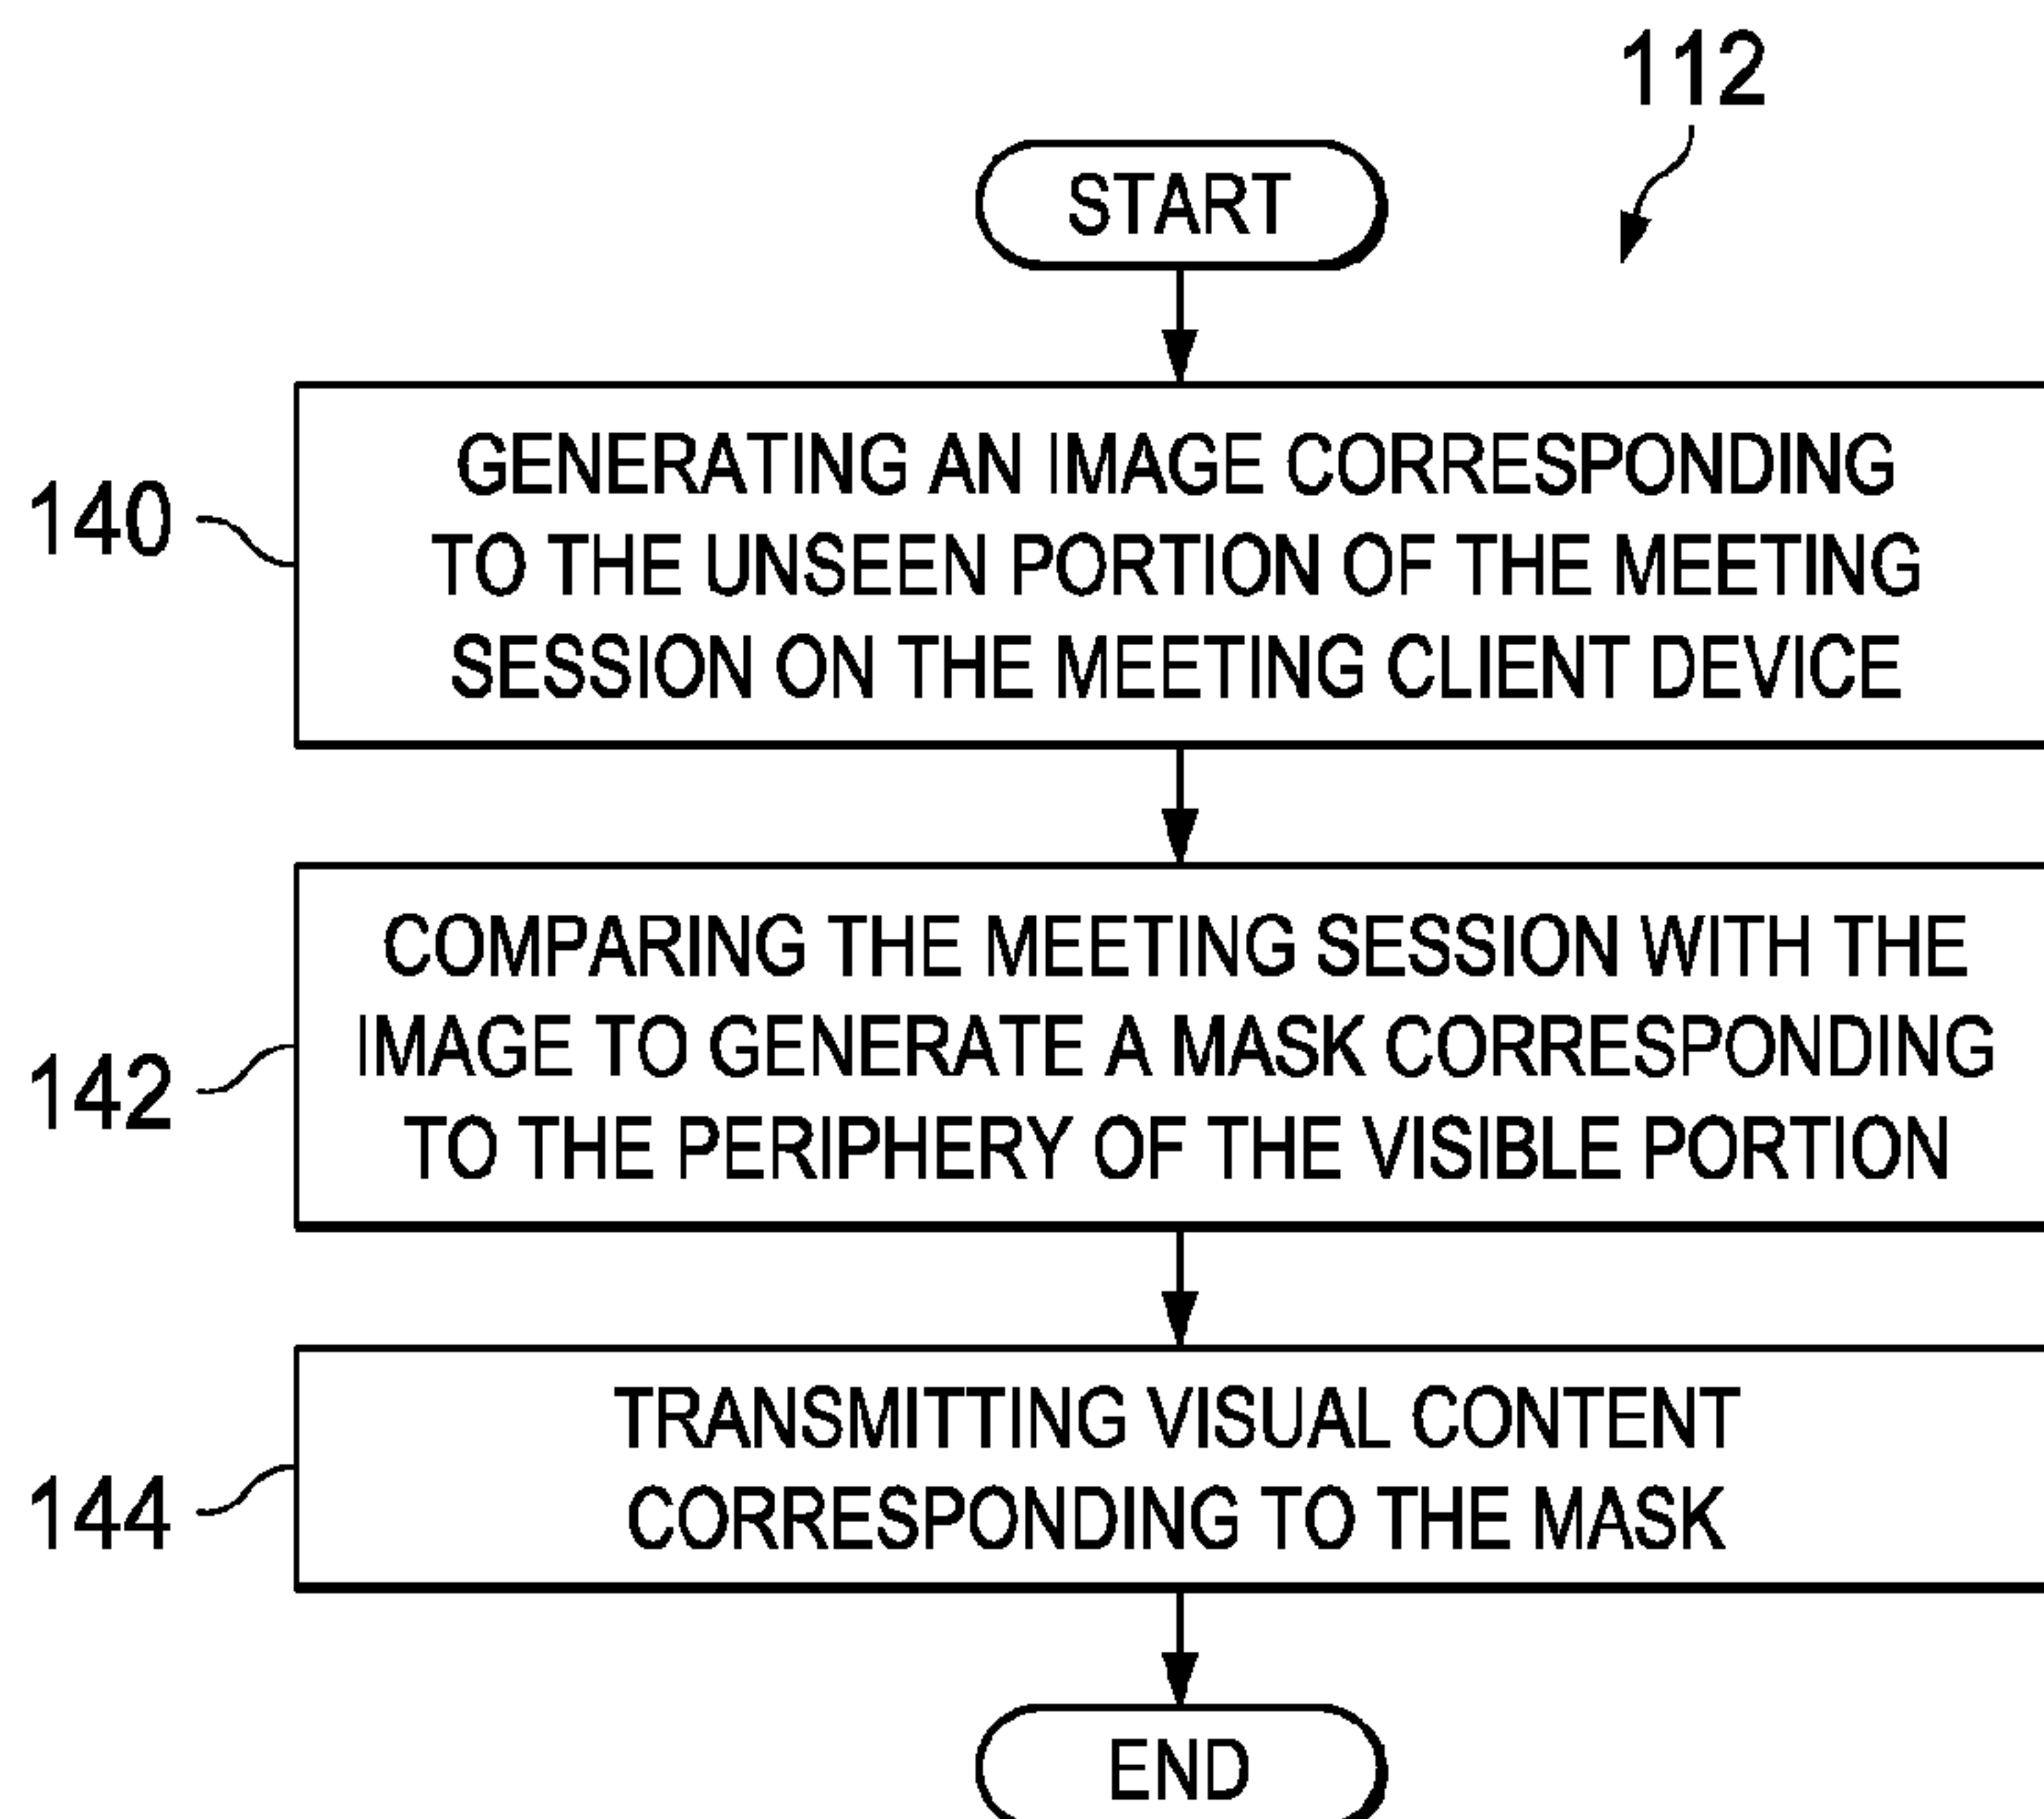 112
START
140
GENERATING AN IMAGE CORRESPONDING
TO THE UNSEEN PORTION OF THE MEETING
SESSION ON THE MEETING CLIENT DEVICE
142
COMPARING THE MEETING SESSION WITH THE
IMAGE TO GENERATE A MASK CORRESPONDING
TO THE PERIPHERY OF THE VISIBLE PORTION
144
TRANSMITTING VISUAL CONTENT
CORRESPONDING TO THE MASK
END